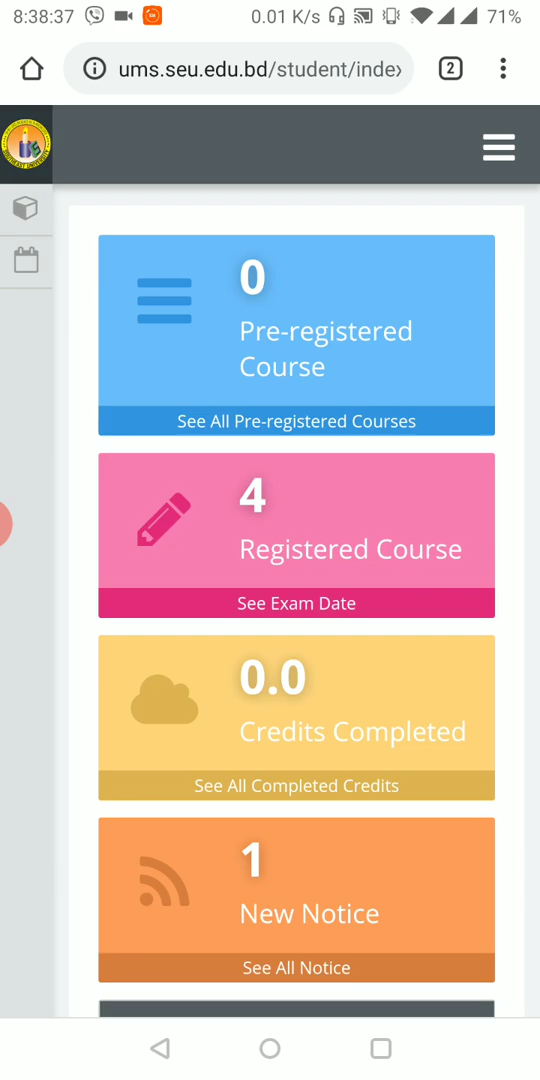 8:38:37 0.01 K/s 71%
ums.seu.edu.bd/student/index
2
0
Pre-registered
Course
See All Pre-registered Courses
4
Registered Course
See Exam Date
0.0
Credits Completed
See All Completed Credits
1
New Notice
See All Notice